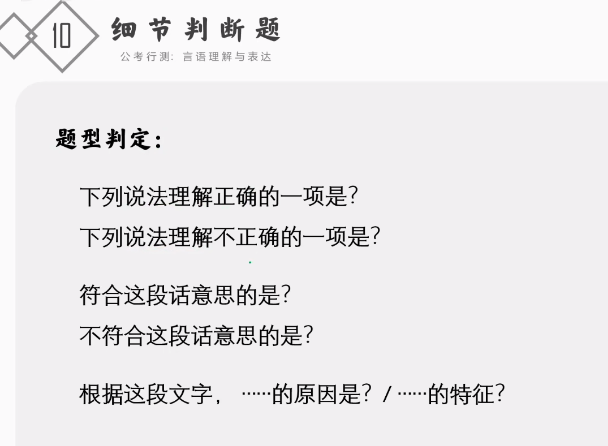 10
细节判断题
公考行测：言语理解与表达
题型判定：
下列说法理解正确的一项是？
下列说法理解不正确的一项是？
符合这段话意思的是？
不符合这段话意思的是？
根据这段文字，……的原因是？/……的特征？